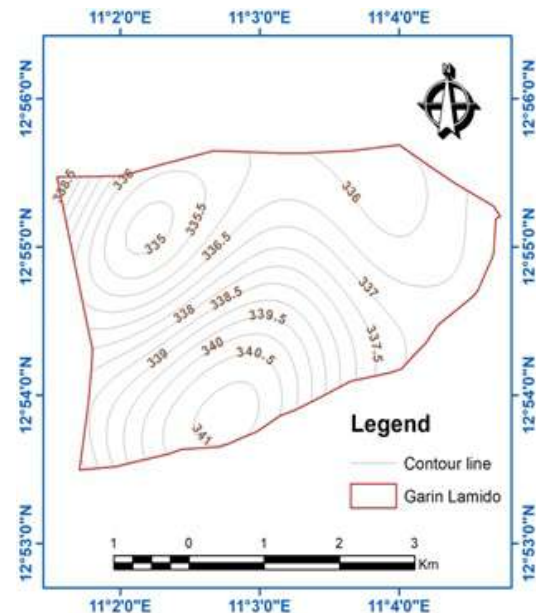 11°2'0"E 11°3'0"E 11°4'0"E
12°56'0"N 12°56'0"N
N
338.5
336
335.5
335
336.5
336
12°55'0"N 12°55'0"N
337
338
338.5
339.5
337.5
339
340
340.5
12°54'0"N 12°54'0"N
341
Legend
Contour line
Garin Lamido
12°53'0"N 12°53'0"N
1 0 1 2 3
Km
11°2'0"E 11°3'0"E 11°4'0"E